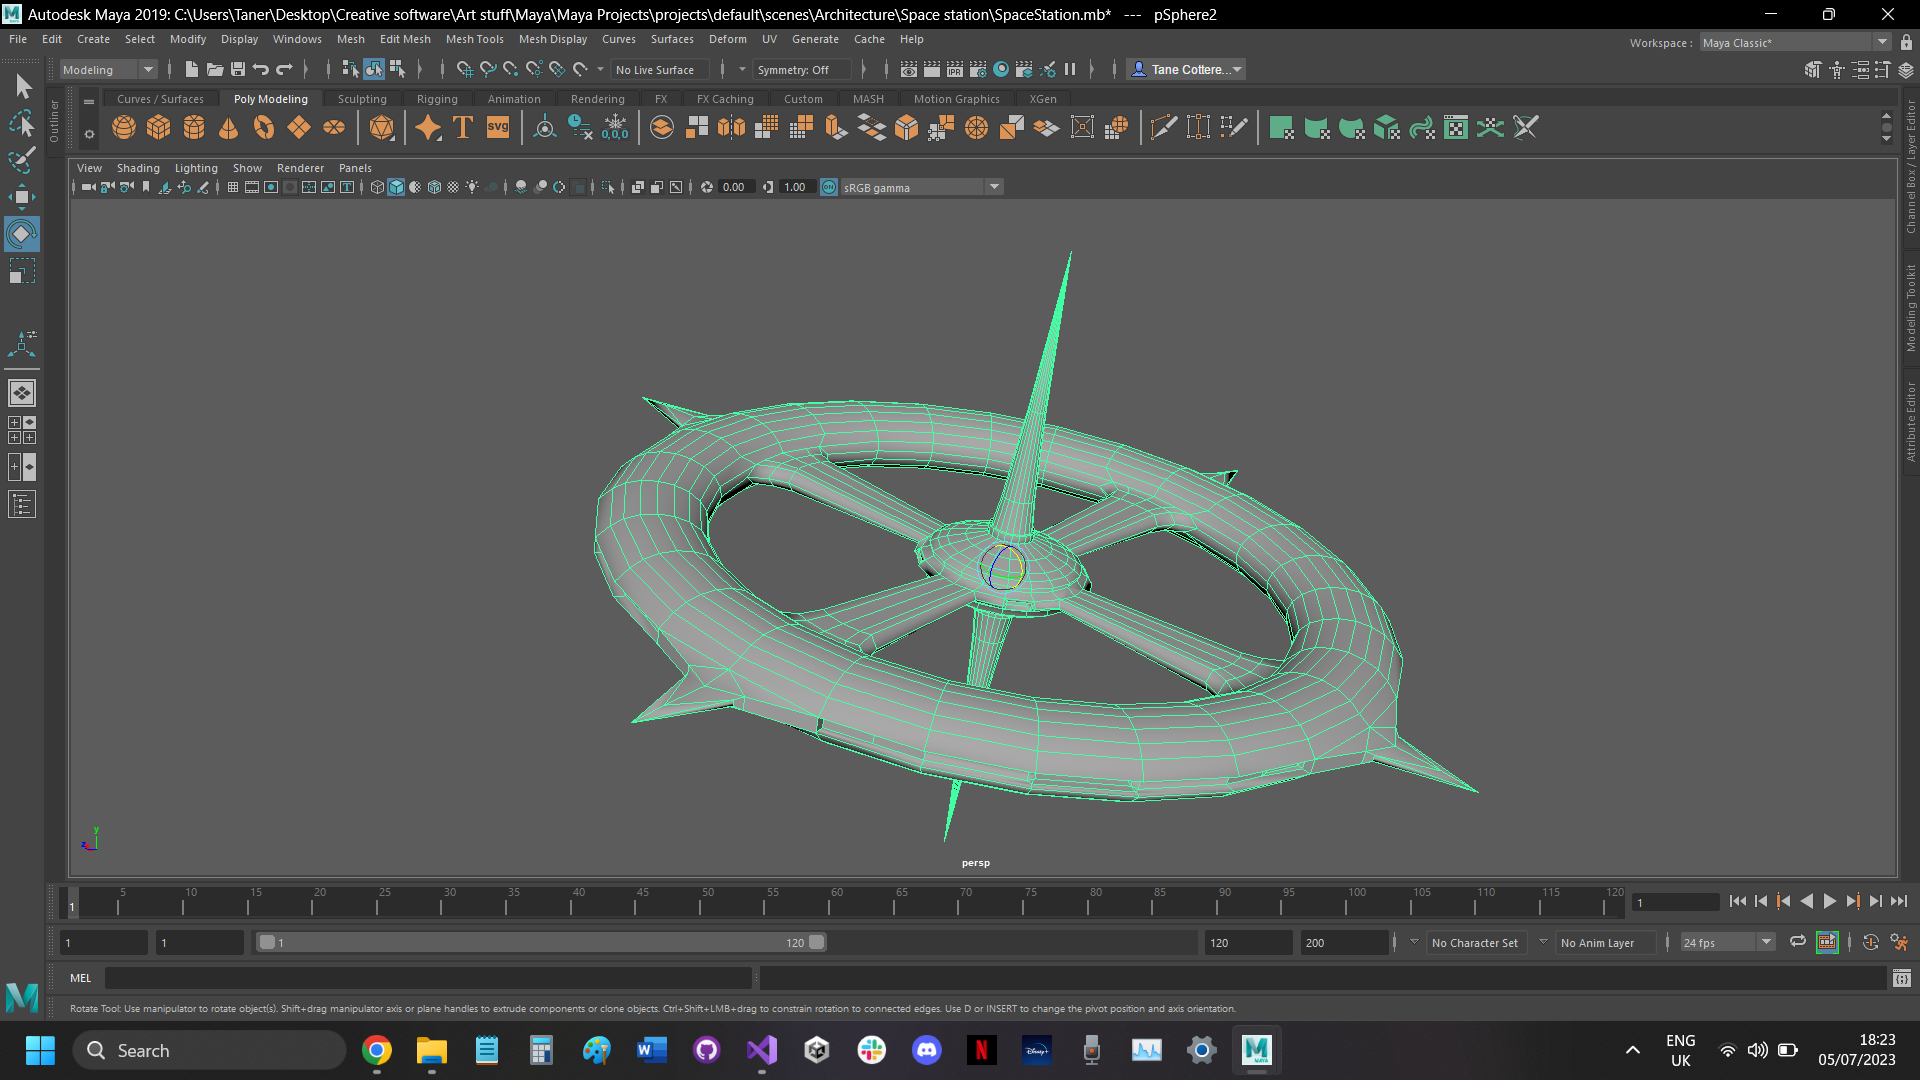 Autodesk Maya 2019: C:\Users\Taner\Desktop\Creative software\Art stuff\Maya\Maya Projects\projects\default\scenes\Architecture\Space station\SpaceStation.mb* --- pSphere2
File Edit Create Select Modify Display Windows Mesh Edit Mesh Mesh Tools Mesh Display Curves Surfaces Deform UV Generate Cache Help
Workspace : Maya Classic*
Modeling No Live Surface Symmetry: Off IPR Tane Cottere...
Curves / Surfaces Poly Modeling Sculpting Rigging Animation Rendering FX FX Caching Custom MASH Motion Graphics XGen
T SVG 0,0,0
Outliner
Channel Box / Layer Editor
Modeling Toolkit
Attribute Editor
View Shading Lighting Show Renderer Panels
0.00 1.00 ON sRGB gamma
y
z
persp
5 10 15 20 25 30 35 40 45 50 55 60 65 70 75 80 85 90 95 100 105 110 115 120
1 1
1 1 1 120 120 200 No Character Set No Anim Layer 24 fps
MEL
Rotate Tool: Use manipulator to rotate object(s). Shift+drag manipulator axis or plane handles to extrude components or clone objects. Ctrl+Shift+LMB+drag to constrain rotation to connected edges. Use D or INSERT to change the pivot position and axis orientation.
Search
ENG
UK
18:23
05/07/2023